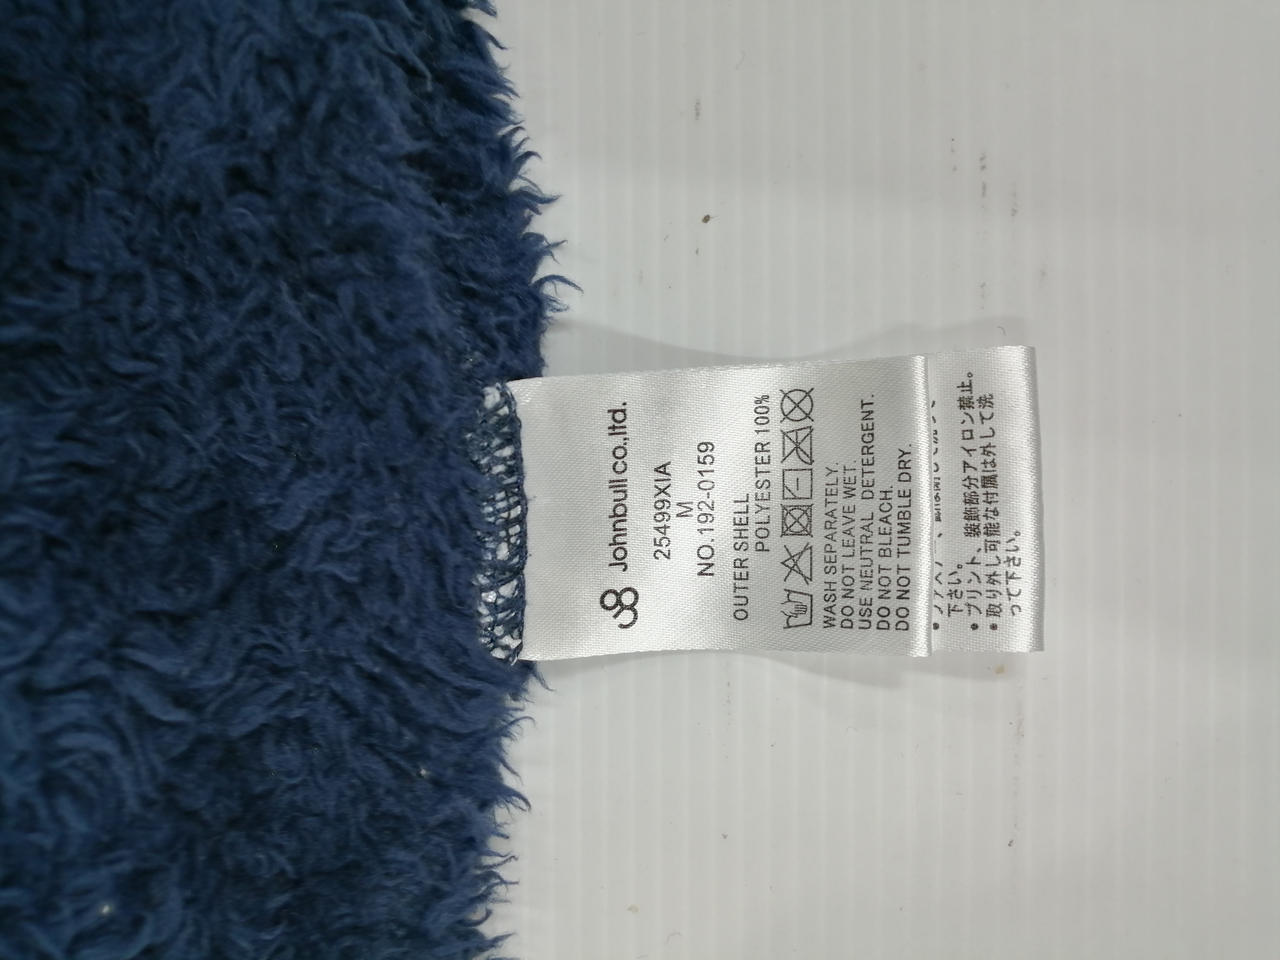 Johnbull co.,ltd.
25499XIA
M
NO.192-0159
OUTER SHELL
POLYESTER 100%
WASH SEPARATELY.
DO NOT LEAVE WET.
USE NEUTRAL DETERGENT.
DO NOT BLEACH.
DO NOT TUMBLE DRY.
下さい。
・プリント、装飾部分アイロン禁止。
・取り外し可能な付属は外して洗
って下さい。